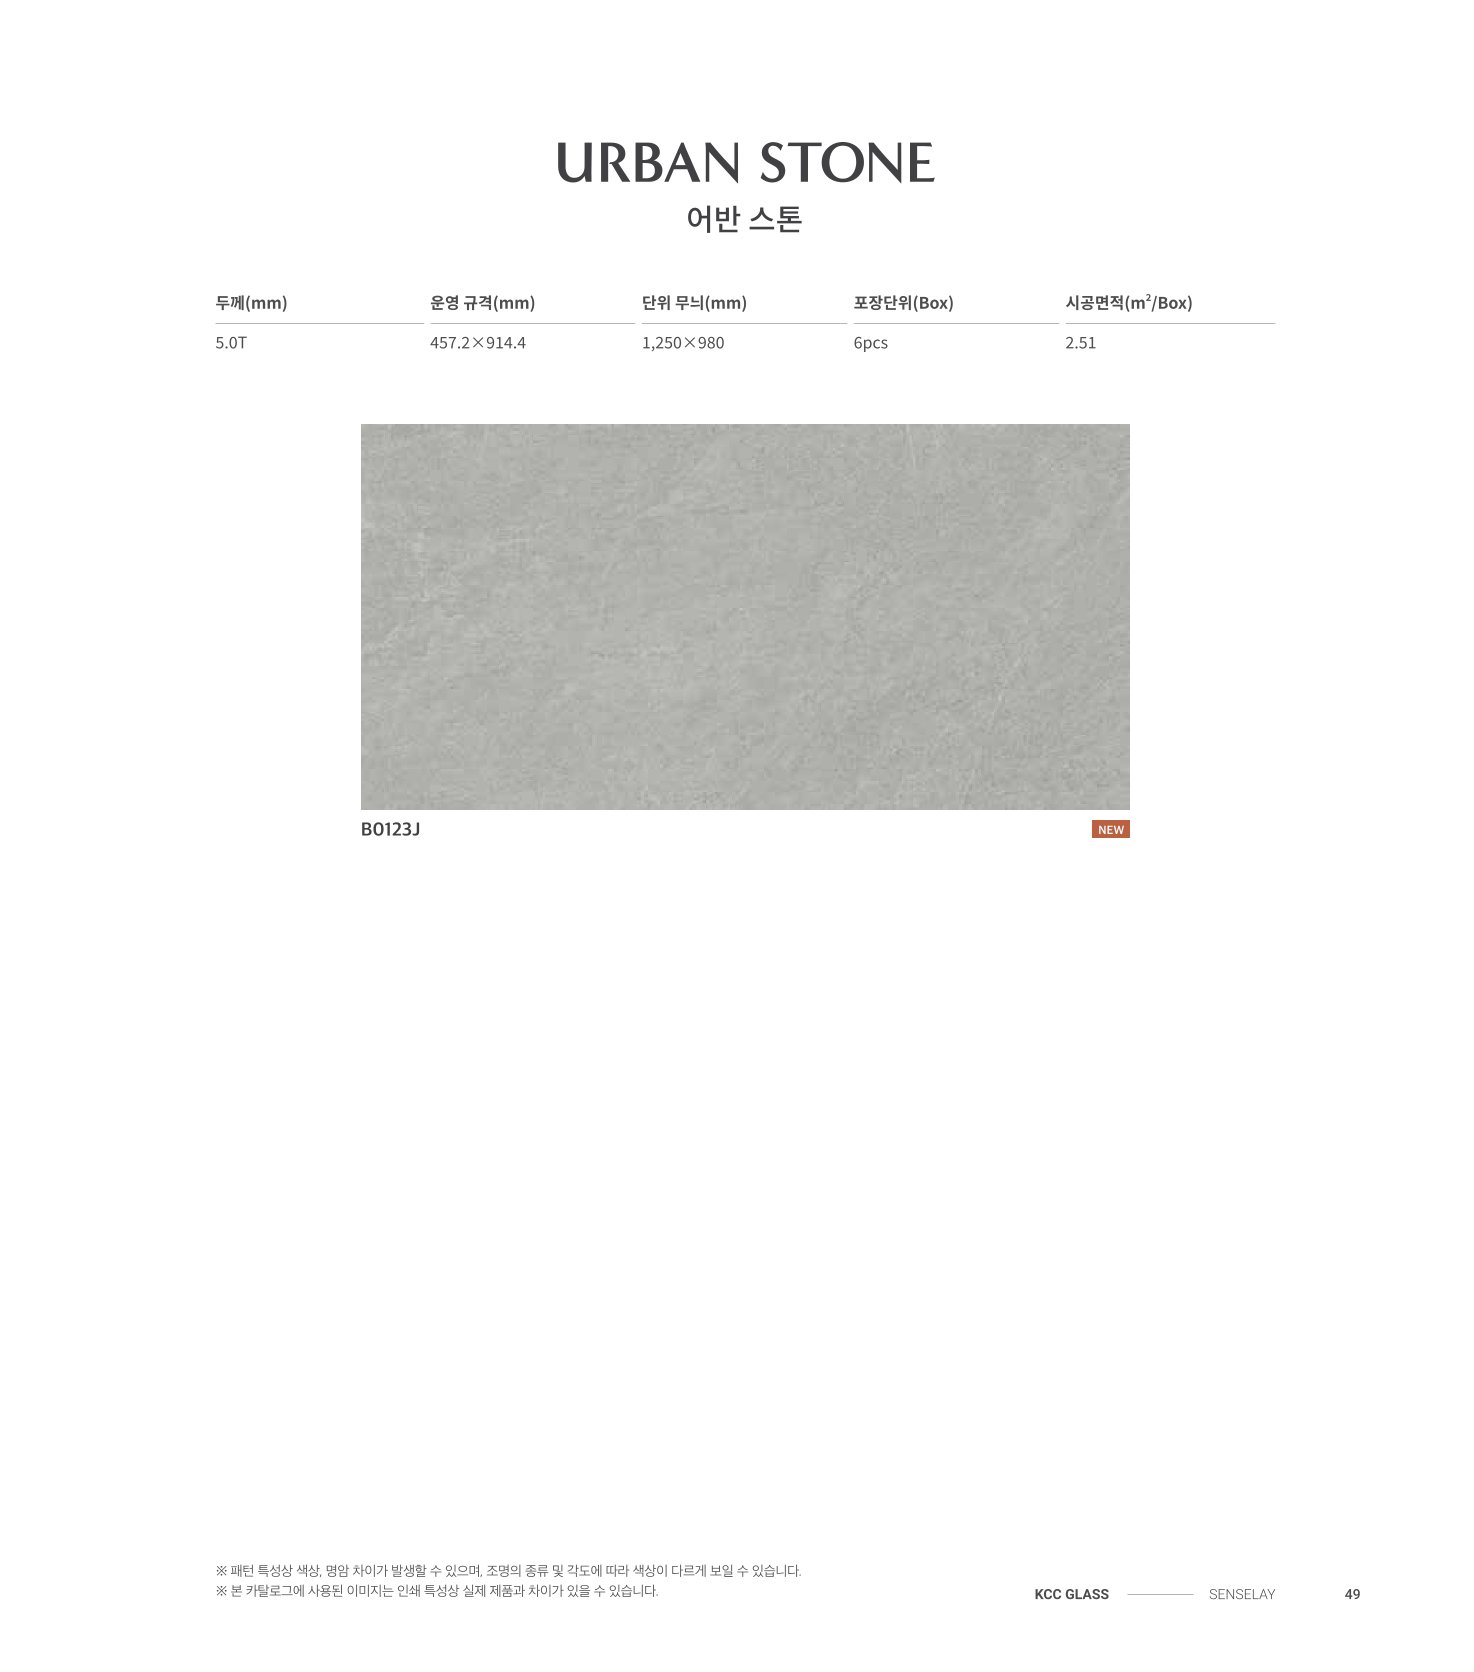 URBAN STONE
어반 스톤
두께(mm) 운영 규격(mm) 단위 무늬(mm) 포장단위(Box) 시공면적(m²/Box)
5.0T 457.2×914.4 1,250×980 6pcs 2.51
BO123J NEW
※ 패턴 특성상 색상, 명암 차이가 발생할 수 있으며, 조명의 종류 및 각도에 따라 색상이 다르게 보일 수 있습니다.
※ 본 카탈로그에 사용된 이미지는 인쇄 특성상 실제 제품과 차이가 있을 수 있습니다.
KCC GLASS SENSELAY 49